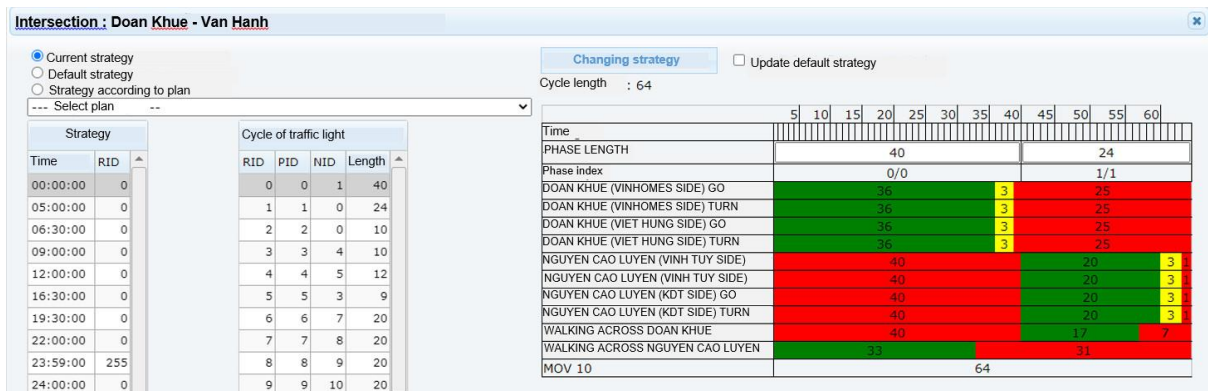 Intersection : Doan Khue - Van Hanh
Current strategy
Default strategy
Strategy according to plan
--- Select plan --
Strategy
Time RID
00:00:00 0
05:00:00 0
06:30:00 0
09:00:00 0
12:00:00 0
16:30:00 0
19:30:00 0
22:00:00 0
23:59:00 255
24:00:00 0
Cycle of traffic light
RID PID NID Length
0 0 1 40
1 1 0 24
2 2 0 10
3 3 4 10
4 4 5 12
5 5 3 9
6 6 7 20
7 7 8 20
8 8 9 20
9 9 10 20
Changing strategy Update default strategy
Cycle length : 64
5 10 15 20 25 30 35 40 45 50 55 60
Time
PHASE LENGTH 40 24
Phase index 0/0 1/1
DOAN KHUE (VINHOMES SIDE) GO 36 3 25
DOAN KHUE (VINHOMES SIDE) TURN 36 3 25
DOAN KHUE (VIET HUNG SIDE) GO 36 3 25
DOAN KHUE (VIET HUNG SIDE) TURN 36 3 25
NGUYEN CAO LUYEN (VINH TUY SIDE) 40 20 3 1
NGUYEN CAO LUYEN (VINH TUY SIDE) 40 20 3 1
NGUYEN CAO LUYEN (KDT SIDE) GO 40 20 3 1
NGUYEN CAO LUYEN (KDT SIDE) TURN 40 20 3 1
WALKING ACROSS DOAN KHUE 40 17 7
WALKING ACROSS NGUYEN CAO LUYEN 33 31
MOV 10 64